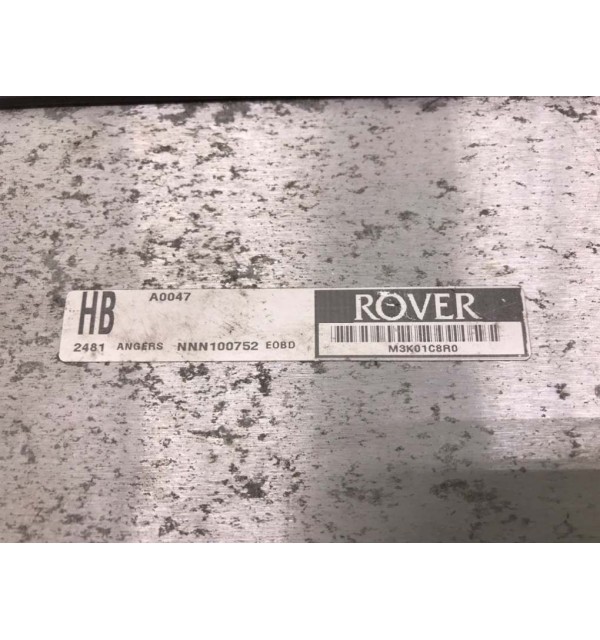 HB
A0047
2481 ANGERS NNN100752 EOBD
ROVER
M3K01C8R0